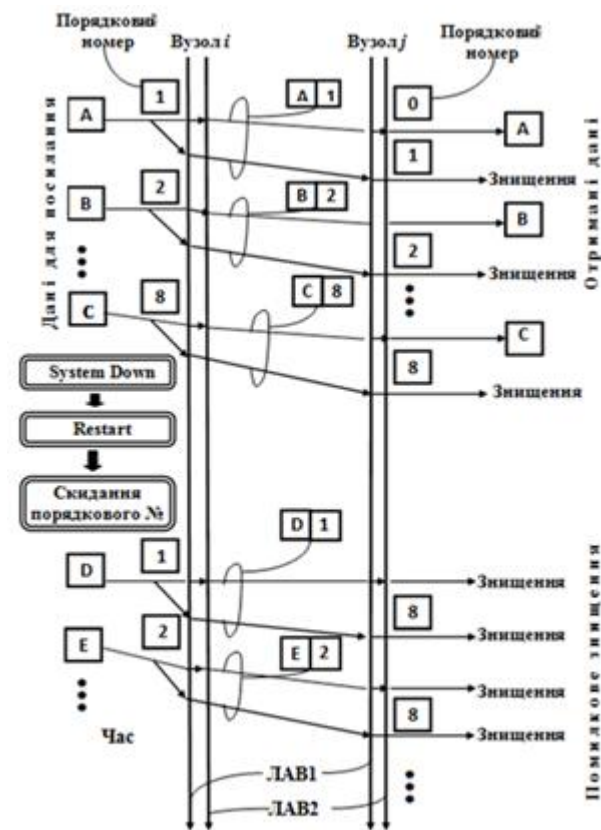 Порядковий
номер
Вузол i
Вузол j
Порядковий
номер
Дані для посилання
Отримані дані
1
A 1
0
A
A
1
Знищення
2
B 2
B
B
2
Знищення
8
C 8
C
C
8
Знищення
System Down
Restart
Скидання
порядкового №
Помилкове знищення
1
D 1
D
Знищення
8
Знищення
2
E 2
E
Знищення
8
Знищення
Час
ЛАВ1
ЛАВ2